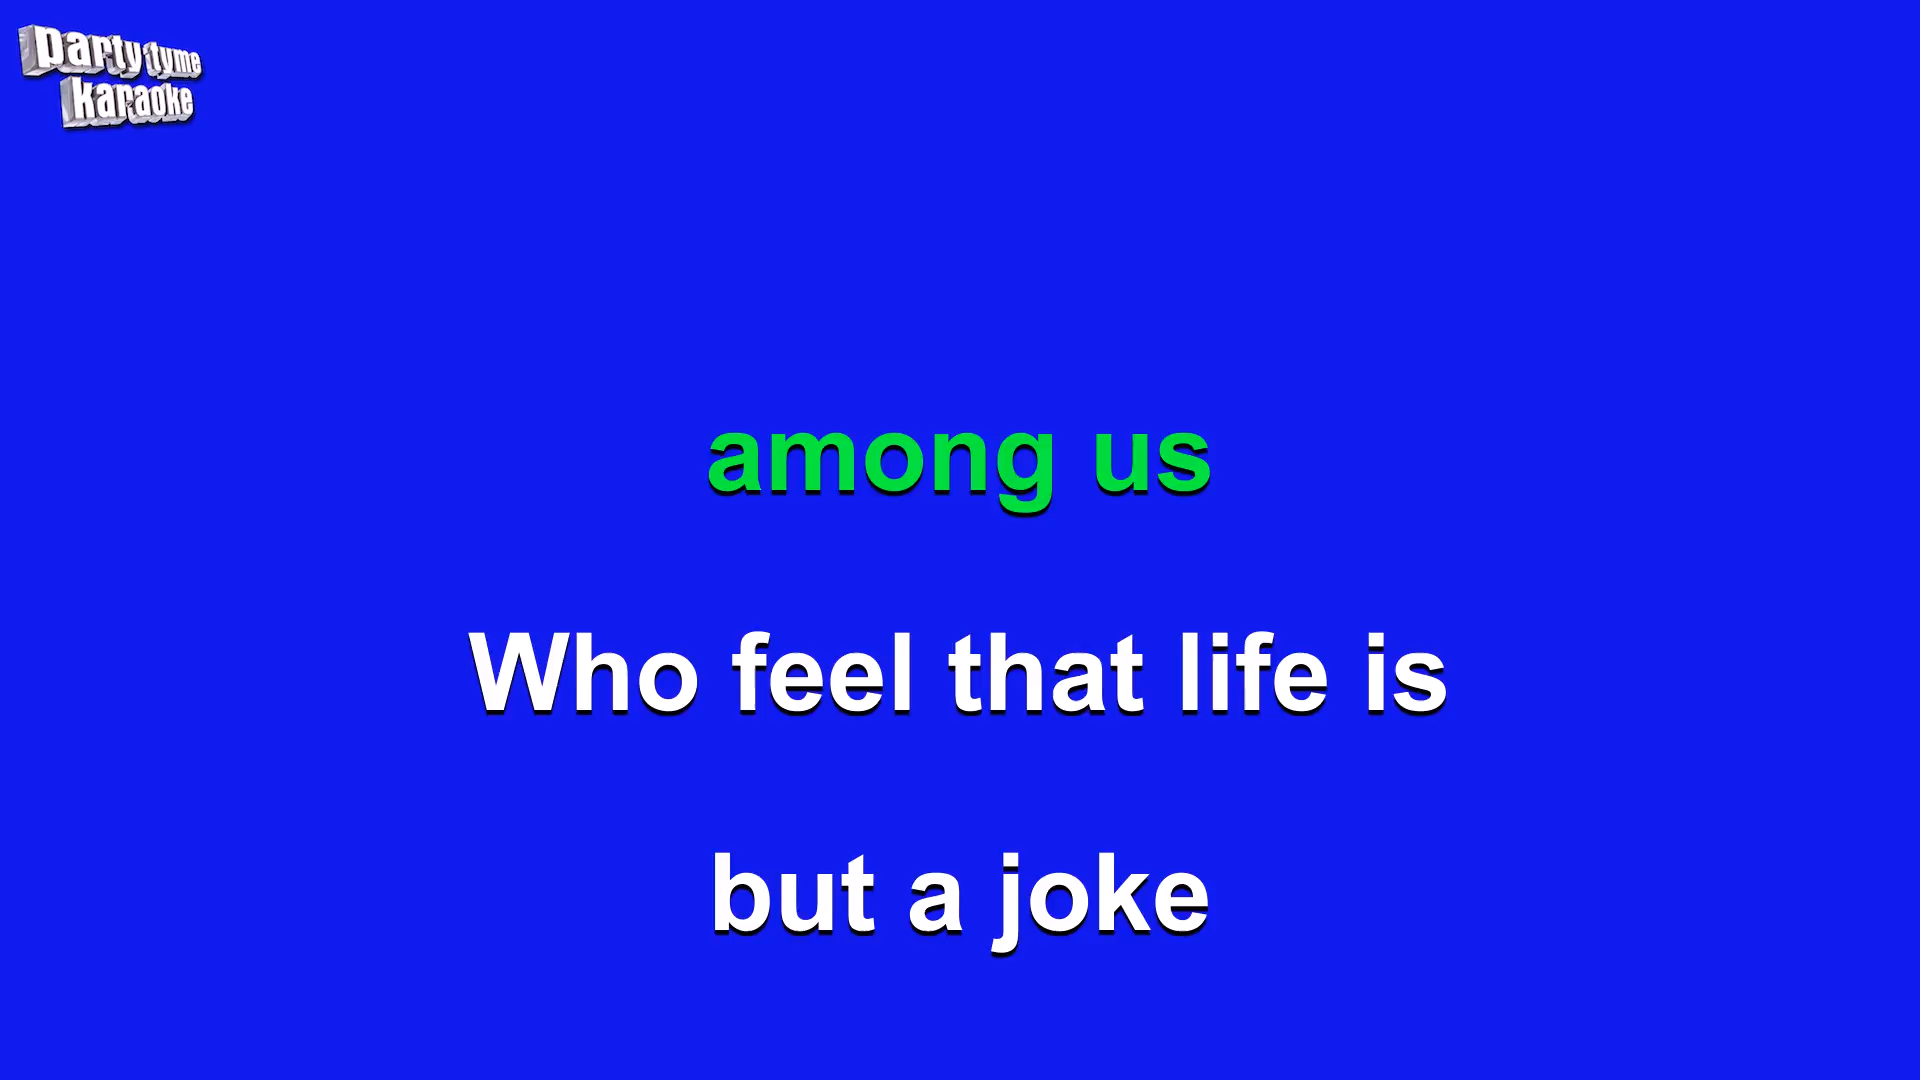 party tyme
karaoke
among us
Who feel that life is
but a joke